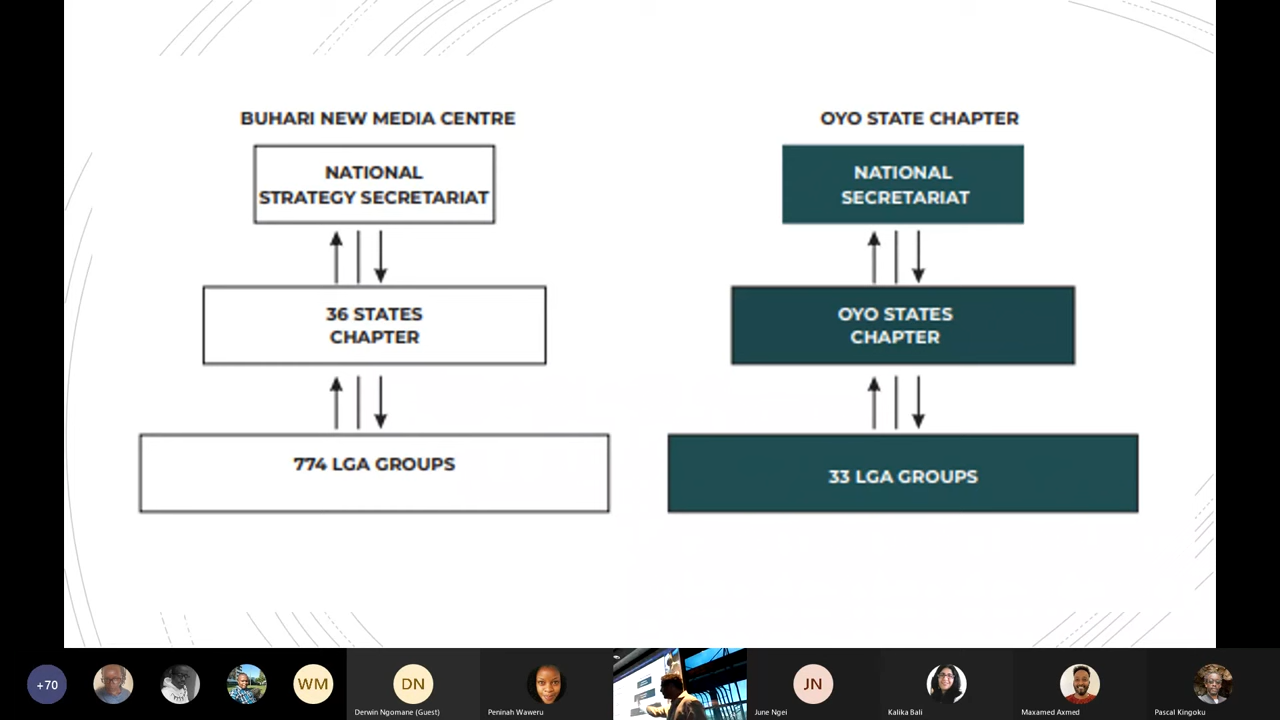 BUHARI NEW MEDIA CENTRE
NATIONAL
STRATEGY SECRETARIAT
36 STATES
CHAPTER
774 LGA GROUPS
OYO STATE CHAPTER
NATIONAL
SECRETARIAT
OYO STATES
CHAPTER
33 LGA GROUPS
+70
WM
DN
Derwin Ngomane (Guest)
Peninah Waweru
JN
June Ngei
Kalika Bali
Maxamed Axmed
Pascal Kingoku